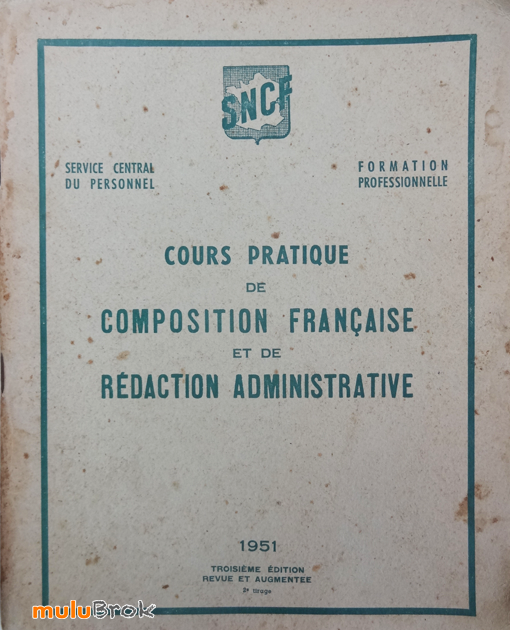 SNCF
SERVICE CENTRAL
DU PERSONNEL
FORMATION
PROFESSIONNELLE
COURS PRATIQUE
DE
COMPOSITION FRANÇAISE
ET DE
RÉDACTION ADMINISTRATIVE
1951
TROISIÈME ÉDITION
REVUE ET AUGMENTEE
2e tirage
muluBrok